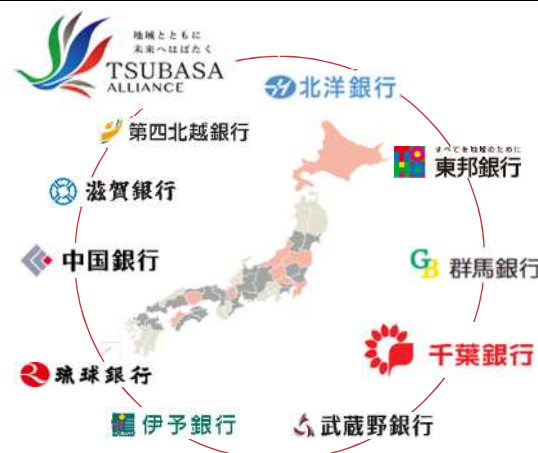 地域とともに
未来へはばたく
TSUBASA
ALLIANCE
北洋銀行
第四北越銀行
すべてを地域のために
東邦銀行
滋賀銀行
中国銀行
GB 群馬銀行
千葉銀行
琉球銀行
伊予銀行
武蔵野銀行